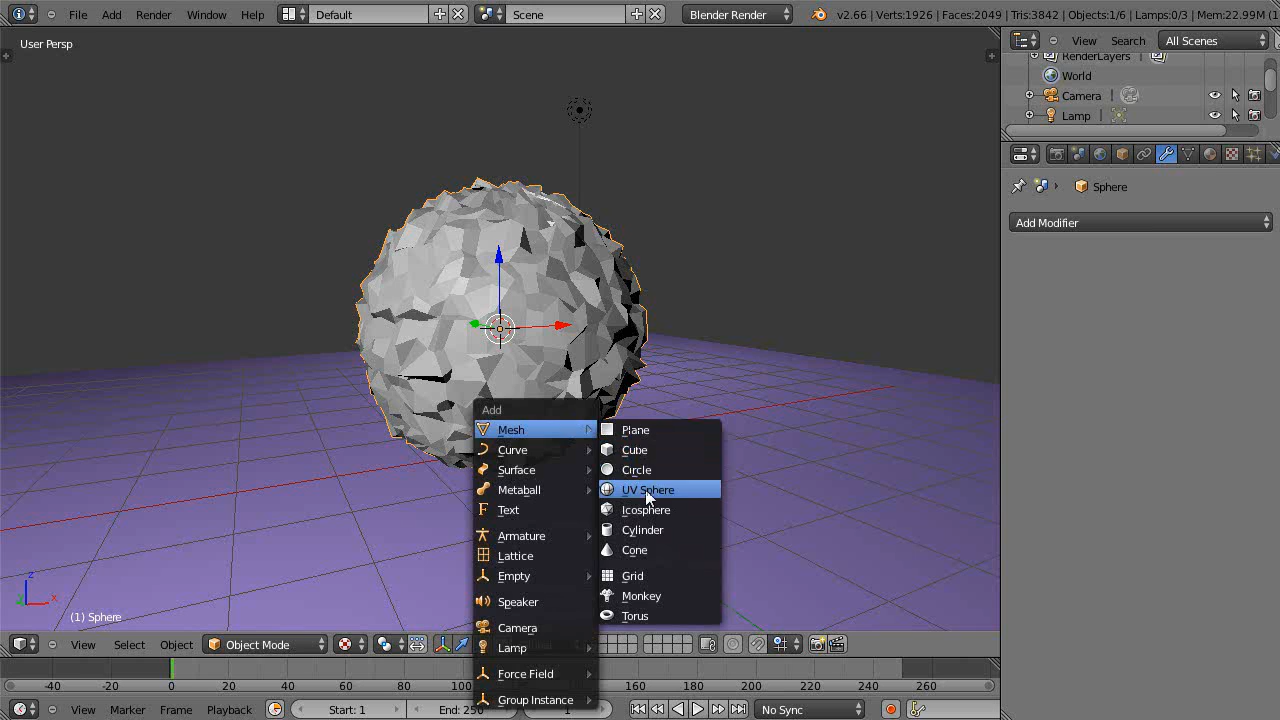 File Add Render Window Help Default Scene Blender Render v2.66 | Verts:1926 | Faces:2049 | Tris:3842 | Objects:1/6 | Lamps:0/3 | Mem:22.99M
User Persp
View Search All Scenes
RenderLayers
World
Camera
Lamp
Sphere
Add Modifier
Add
Mesh
Curve
Surface
Metaball
Text
Armature
Lattice
Empty
Speaker
Camera
Lamp
Force Field
Group Instance
Plane
Cube
Circle
UV Sphere
Icosphere
Cylinder
Cone
Grid
Monkey
Torus
z
x
(1) Sphere
View Select Object Object Mode
-40 -20 0 20 40 60 80 100 160 180 200 220 240 260 280
View Marker Frame Playback Start: 1 End: 250 1 No Sync